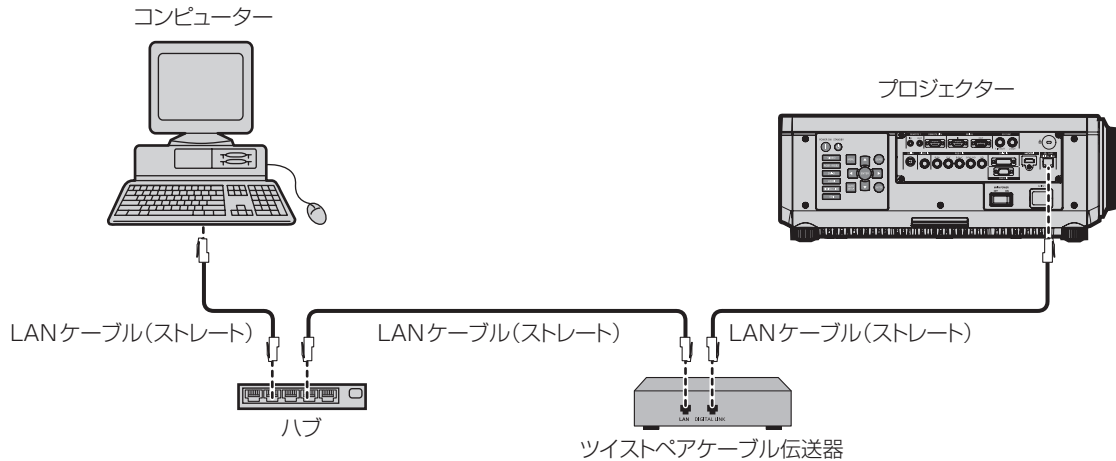 コンピューター
プロジェクター
LANケーブル(ストレート)
LANケーブル(ストレート)
LANケーブル(ストレート)
LAN
DIGITAL LINK
ハブ
ツイストペアケーブル伝送器